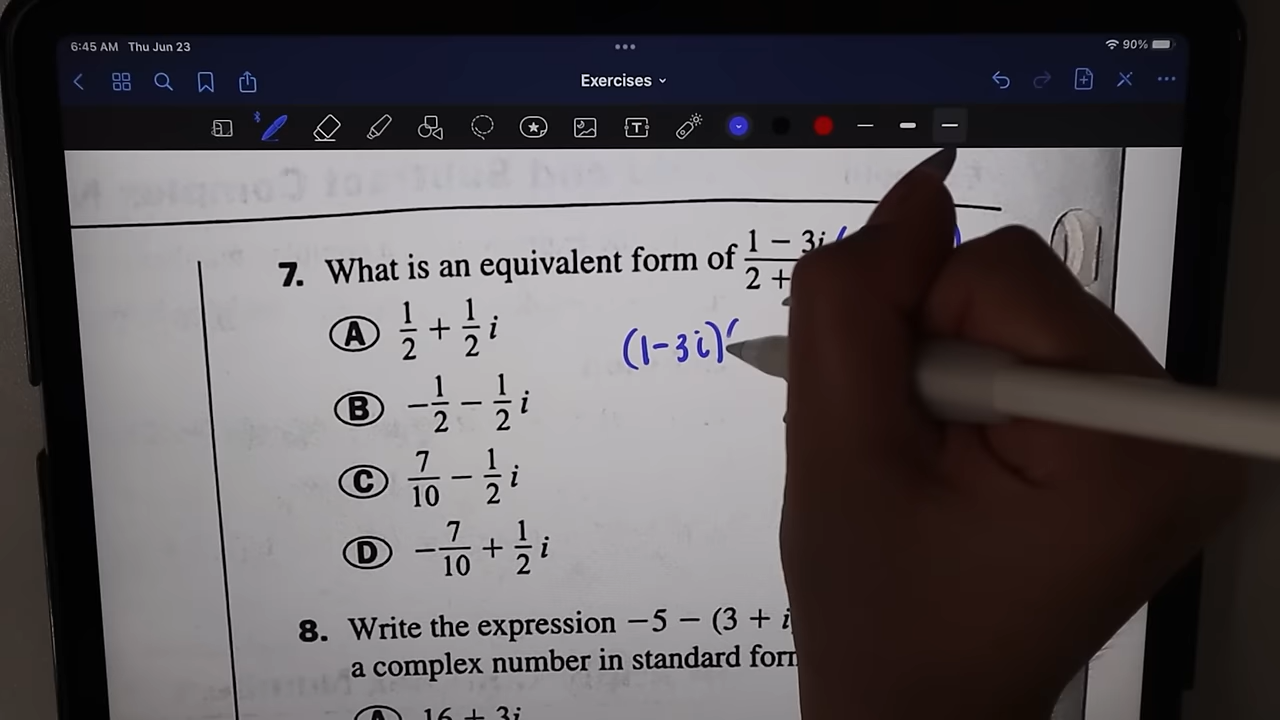 6:45 AM Thu Jun 23
90%
Exercises
T
7. What is an equivalent form of 1 − 3i / 2 +
(1-3i)(
A 1/2 + 1/2 i
B −1/2 − 1/2 i
C 7/10 − 1/2 i
D −7/10 + 1/2 i
8. Write the expression −5 − (3 + i
a complex number in standard form
A 16 + 3i